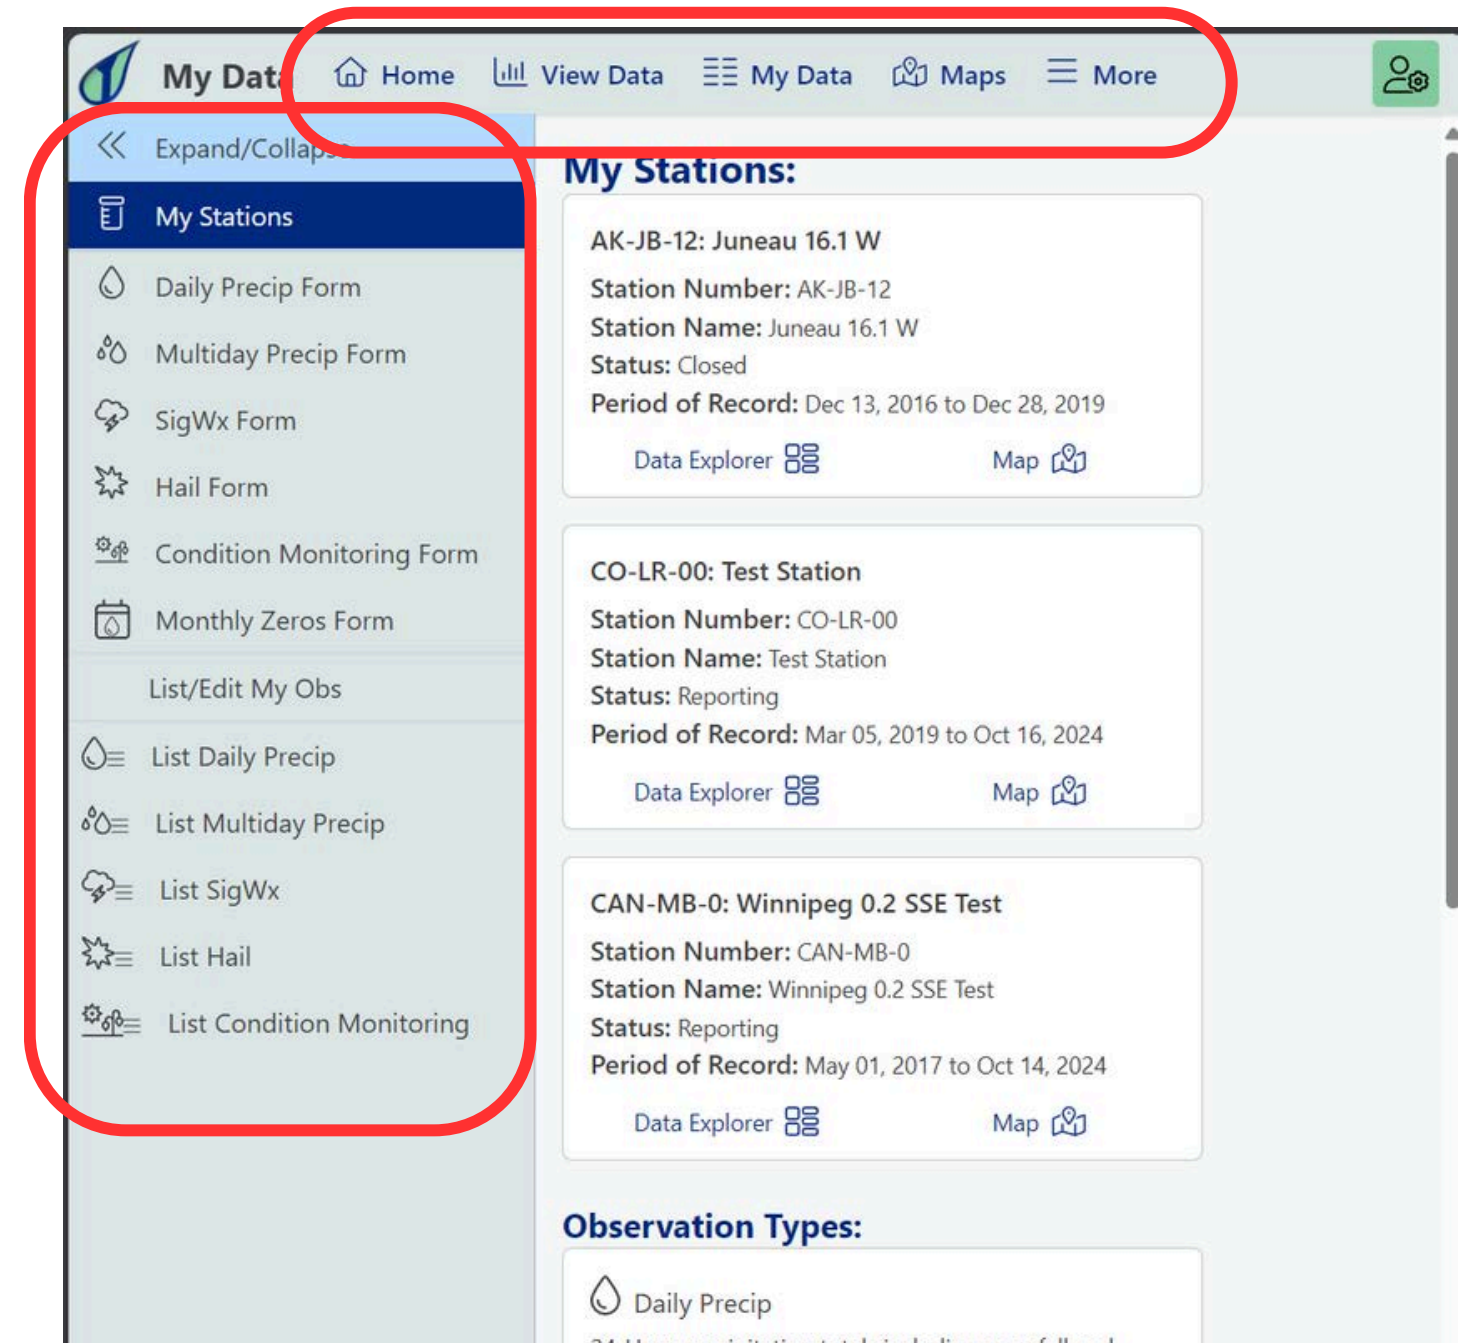 My Data Home View Data My Data Maps More
Expand/Collapse
My Stations
Daily Precip Form
Multiday Precip Form
SigWx Form
Hail Form
Condition Monitoring Form
Monthly Zeros Form
List/Edit My Obs
List Daily Precip
List Multiday Precip
List SigWx
List Hail
List Condition Monitoring
My Stations:
AK-JB-12: Juneau 16.1 W
Station Number: AK-JB-12
Station Name: Juneau 16.1 W
Status: Closed
Period of Record: Dec 13, 2016 to Dec 28, 2019
Data Explorer Map
CO-LR-00: Test Station
Station Number: CO-LR-00
Station Name: Test Station
Status: Reporting
Period of Record: Mar 05, 2019 to Oct 16, 2024
Data Explorer Map
CAN-MB-0: Winnipeg 0.2 SSE Test
Station Number: CAN-MB-0
Station Name: Winnipeg 0.2 SSE Test
Status: Reporting
Period of Record: May 01, 2017 to Oct 14, 2024
Data Explorer Map
Observation Types:
Daily Precip